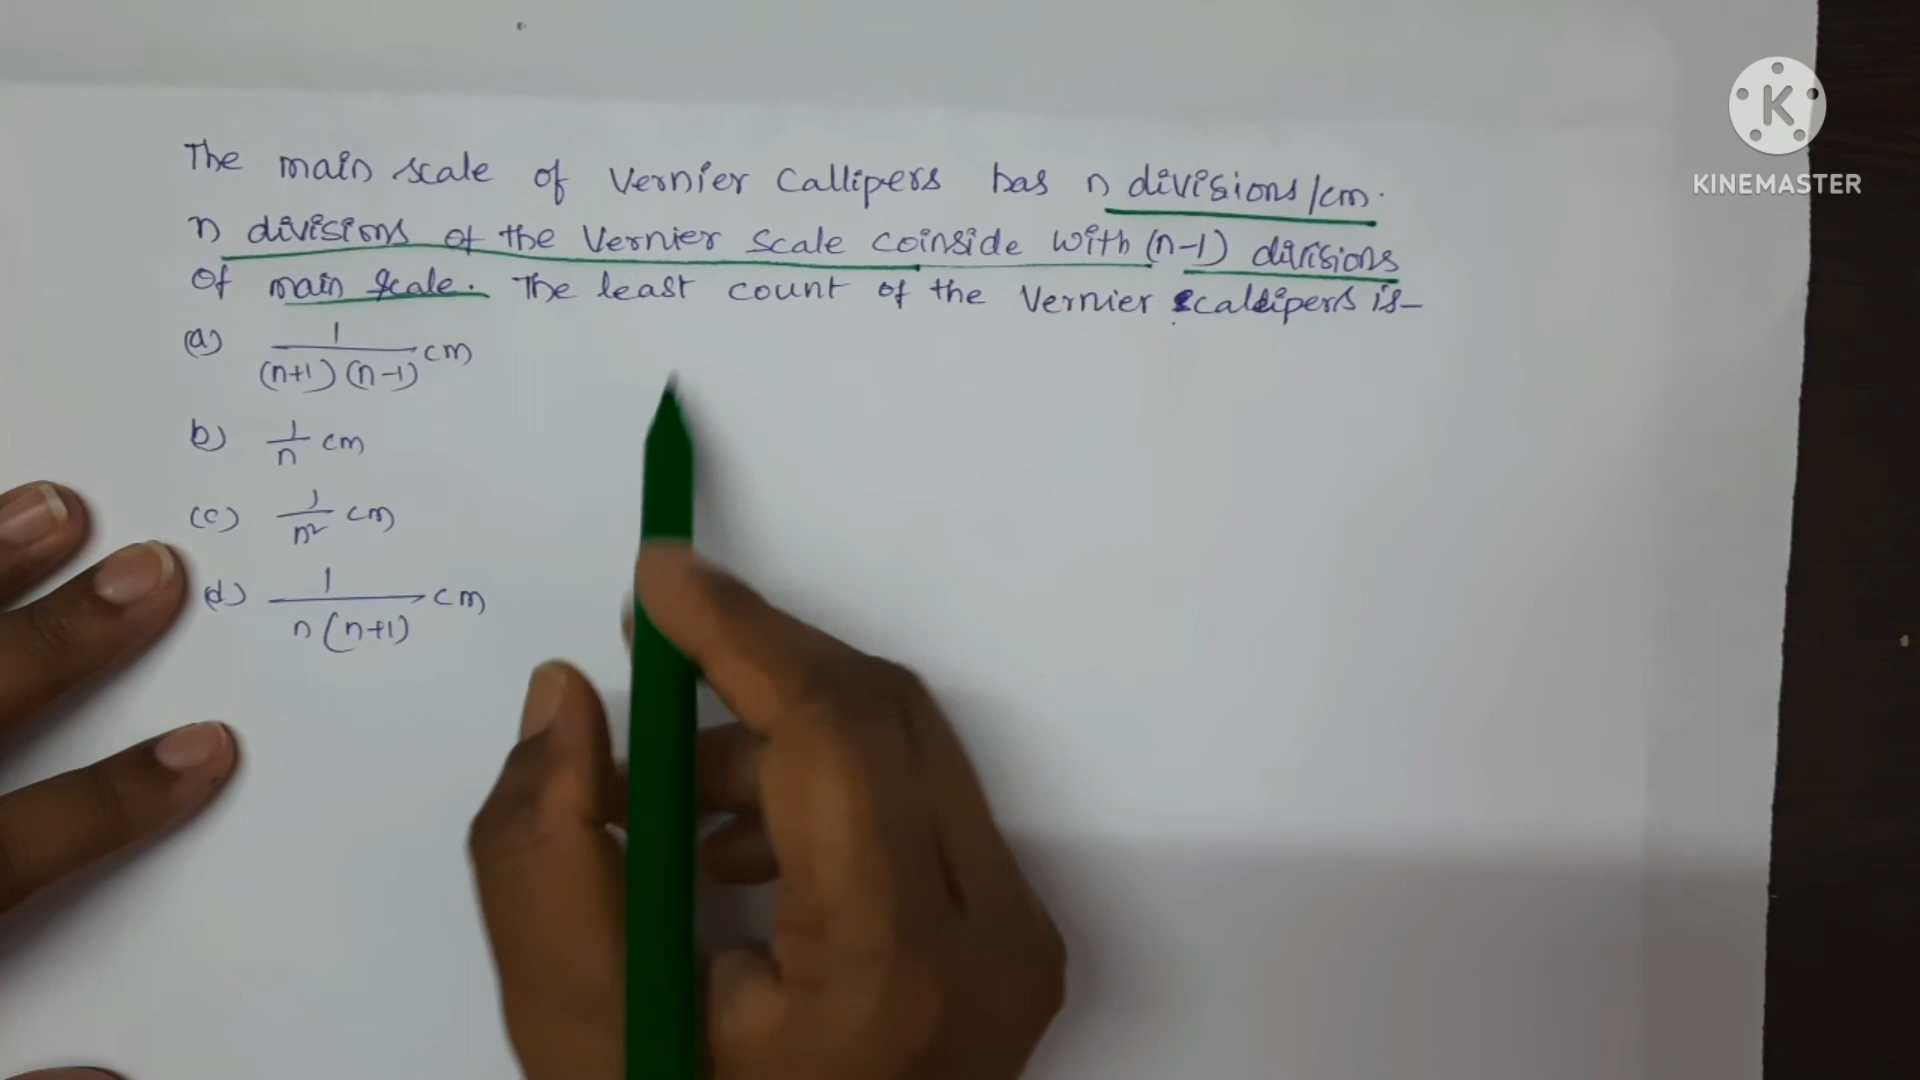 The main scale of Vernier Callipers has n divisions/cm.
n divisions of the Vernier scale coinside with (n-1) divisions
of main scale. The least count of the Vernier scallipers is-
(a) 1/(n+1)(n-1) cm
b) 1/n cm
(c) 1/n² cm
(d) 1/n(n+1) cm
K
KINEMASTER